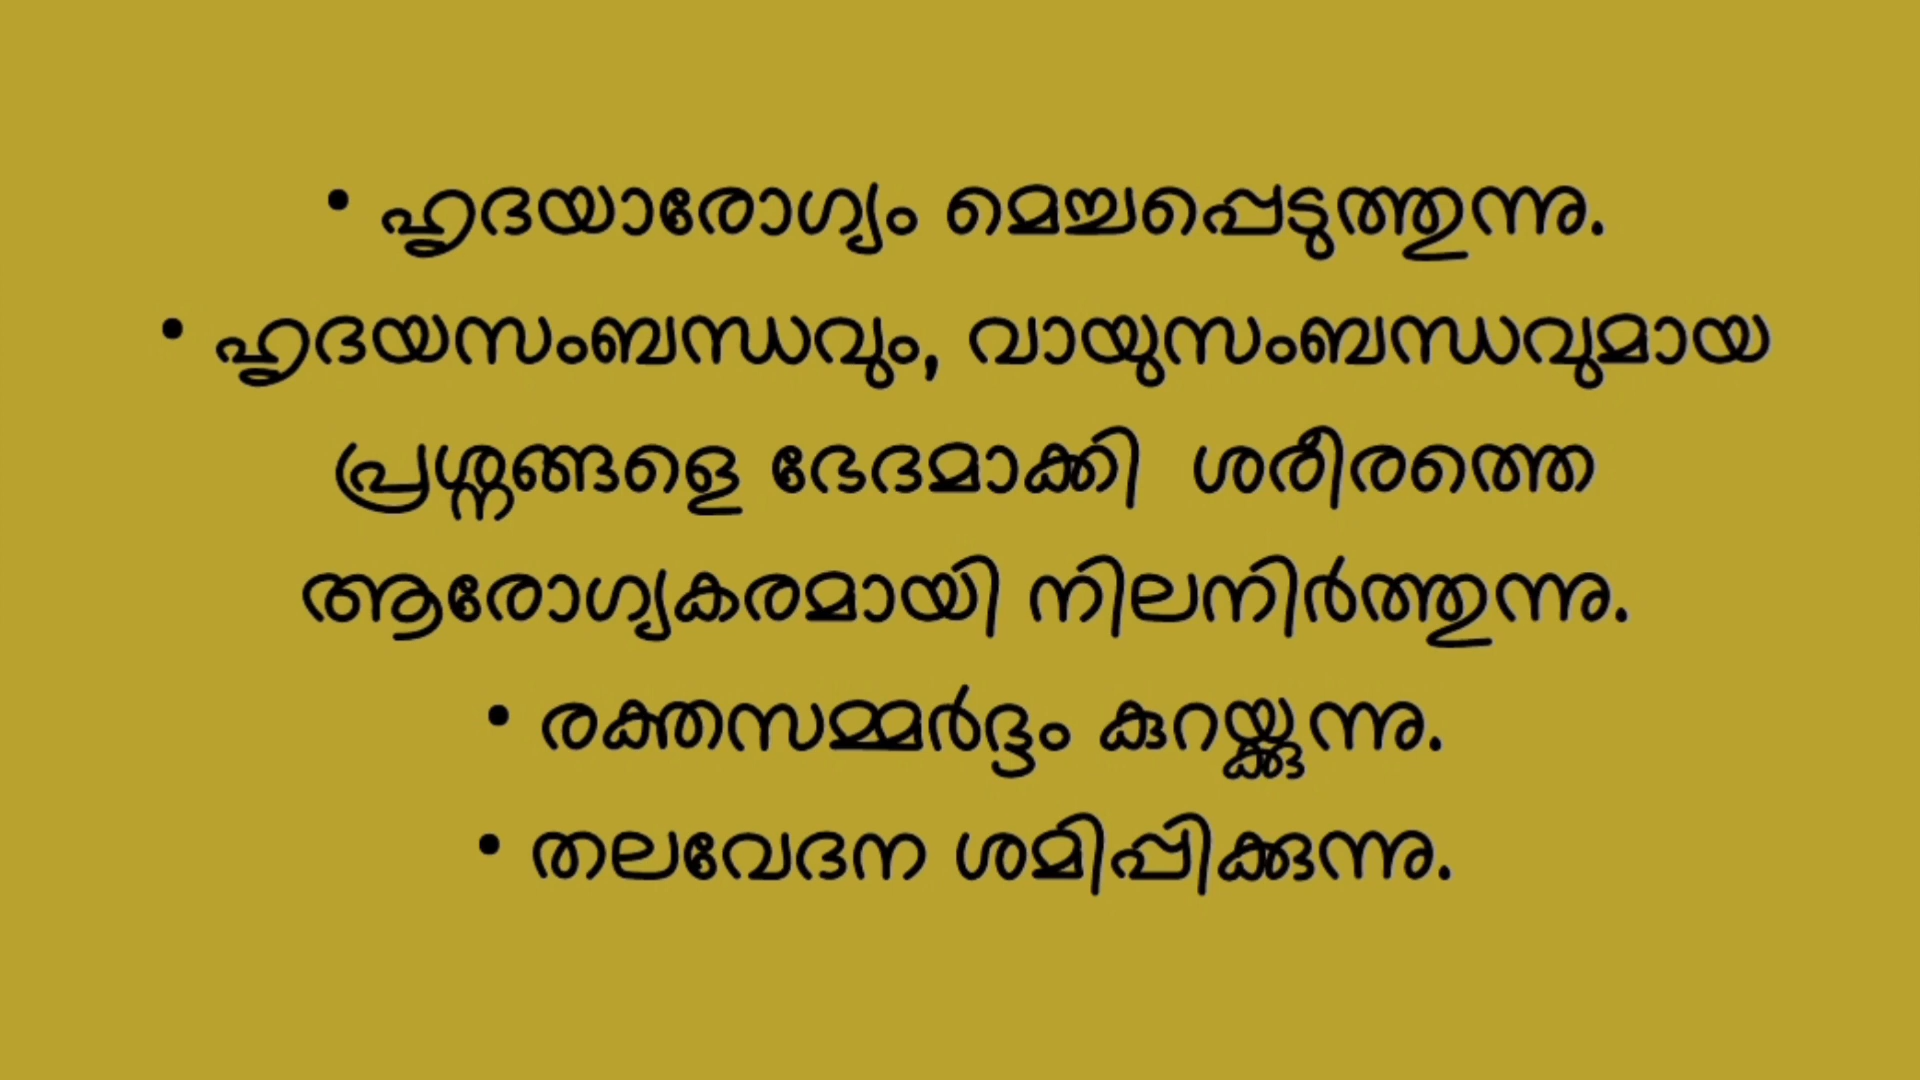 • ഹൃദയാരോഗ്യം മെച്ചപ്പെടുത്തുന്നു.
• ഹൃദയസംബന്ധവും, വായുസംബന്ധവുമായ
പ്രശ്നങ്ങളെ ഭേദമാക്കി ശരീരത്തെ
ആരോഗ്യകരമായി നിലനിർത്തുന്നു.
• രക്തസമ്മർദ്ദം കുറയ്ക്കുന്നു.
• തലവേദന ശമിപ്പിക്കുന്നു.